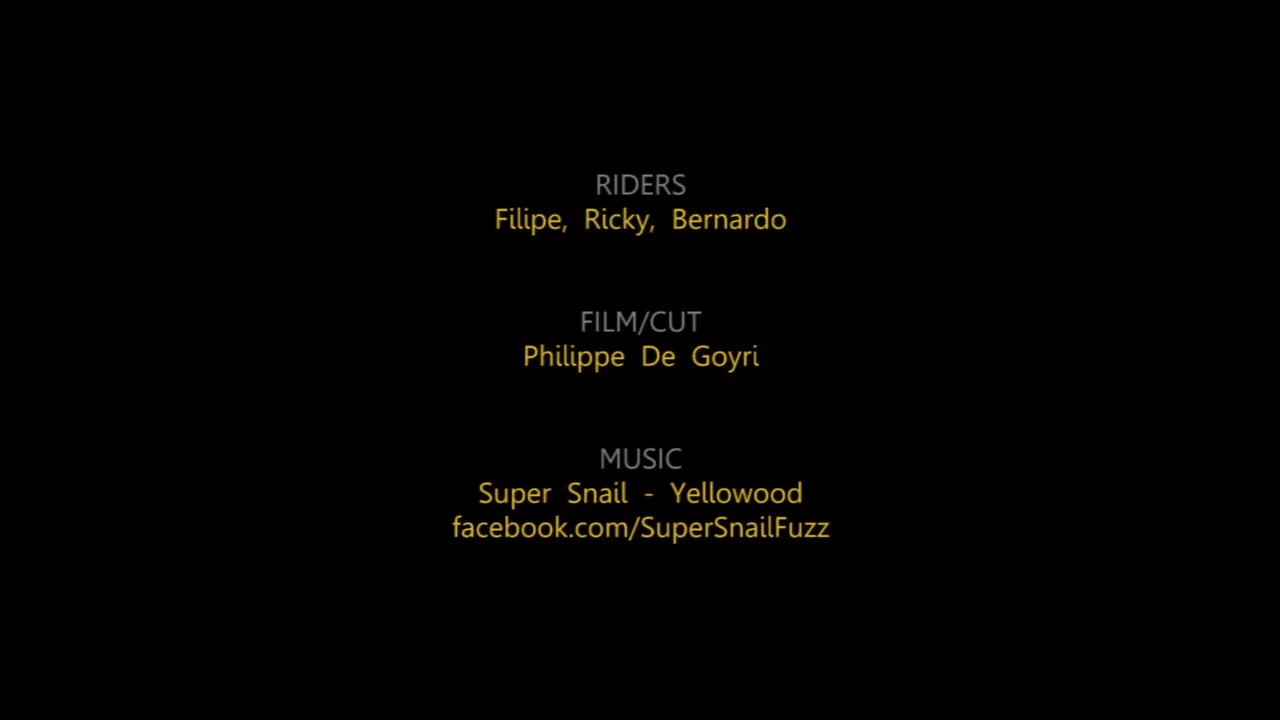 RIDERS
Filipe, Ricky, Bernardo
FILM/CUT
Philippe De Goyri
MUSIC
Super Snail - Yellowood
facebook.com/SuperSnailFuzz